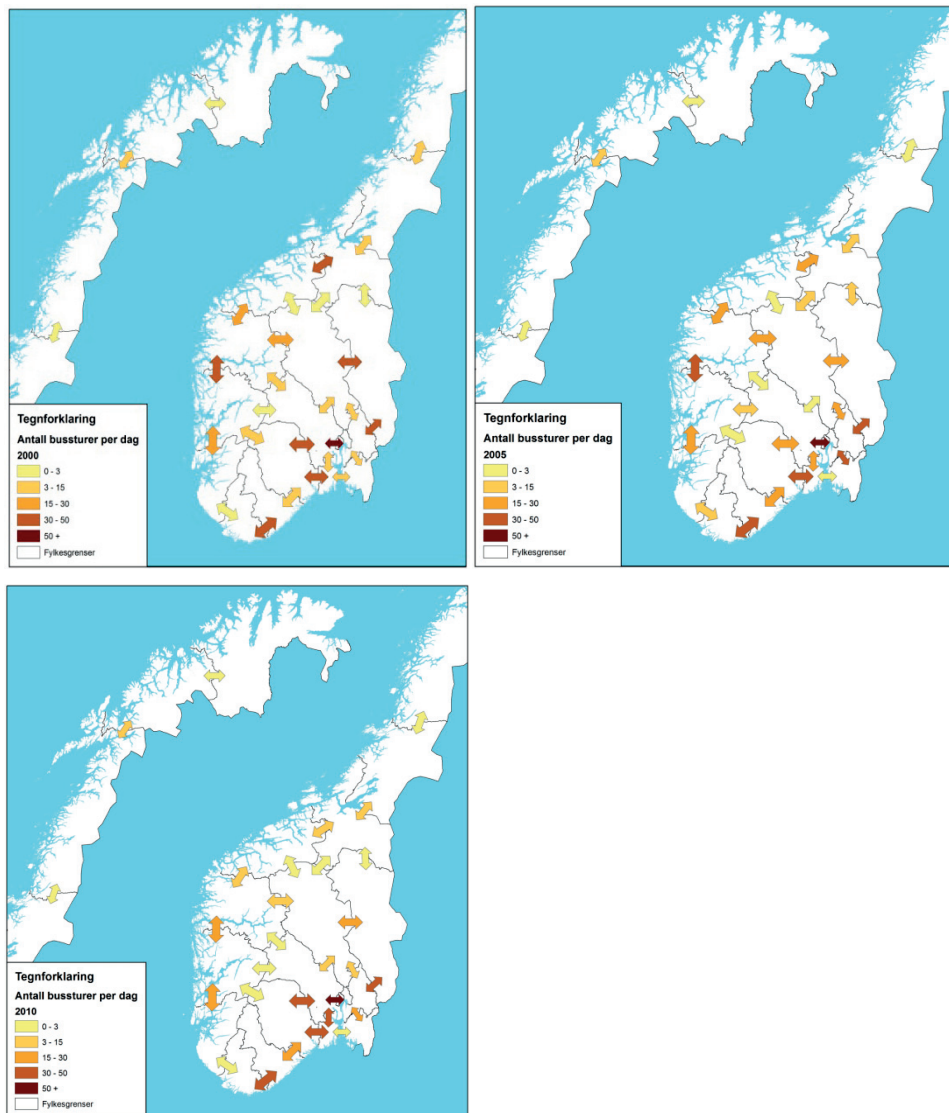 Tegnforklaring
Antall bussturer per dag
2000
0 - 3
3 - 15
15 - 30
30 - 50
50 +
Fylkesgrenser
Tegnforklaring
Antall bussturer per dag
2005
0 - 3
3 - 15
15 - 30
30 - 50
50 +
Fylkesgrenser
Tegnforklaring
Antall bussturer per dag
2010
0 - 3
3 - 15
15 - 30
30 - 50
50 +
Fylkesgrenser